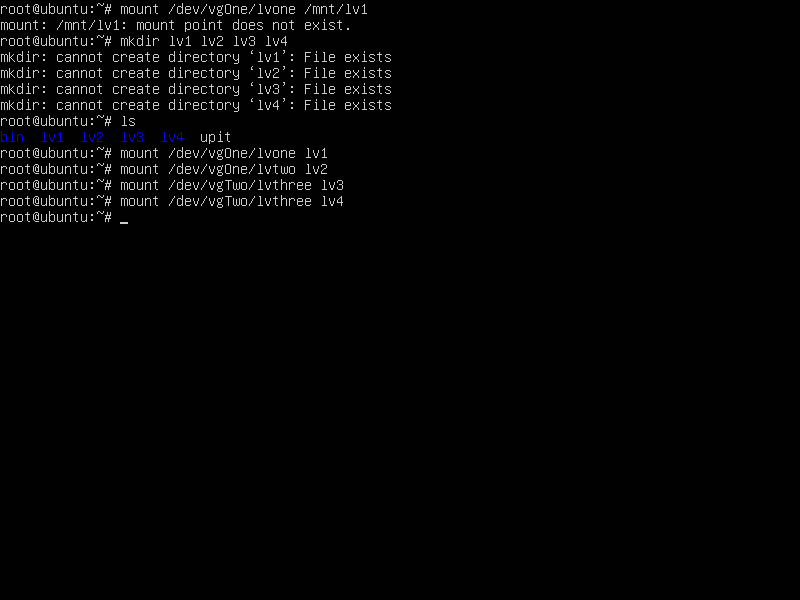 root@ubuntu:~# mount /dev/vgOne/lvone /mnt/lv1
mount: /mnt/lv1: mount point does not exist.
root@ubuntu:~# mkdir lv1 lv2 lv3 lv4
mkdir: cannot create directory ‘lv1’: File exists
mkdir: cannot create directory ‘lv2’: File exists
mkdir: cannot create directory ‘lv3’: File exists
mkdir: cannot create directory ‘lv4’: File exists
root@ubuntu:~# ls
bin  lv1  lv2  lv3  lv4  upit
root@ubuntu:~# mount /dev/vgOne/lvone lv1
root@ubuntu:~# mount /dev/vgOne/lvtwo lv2
root@ubuntu:~# mount /dev/vgTwo/lvthree lv3
root@ubuntu:~# mount /dev/vgTwo/lvthree lv4
root@ubuntu:~# _